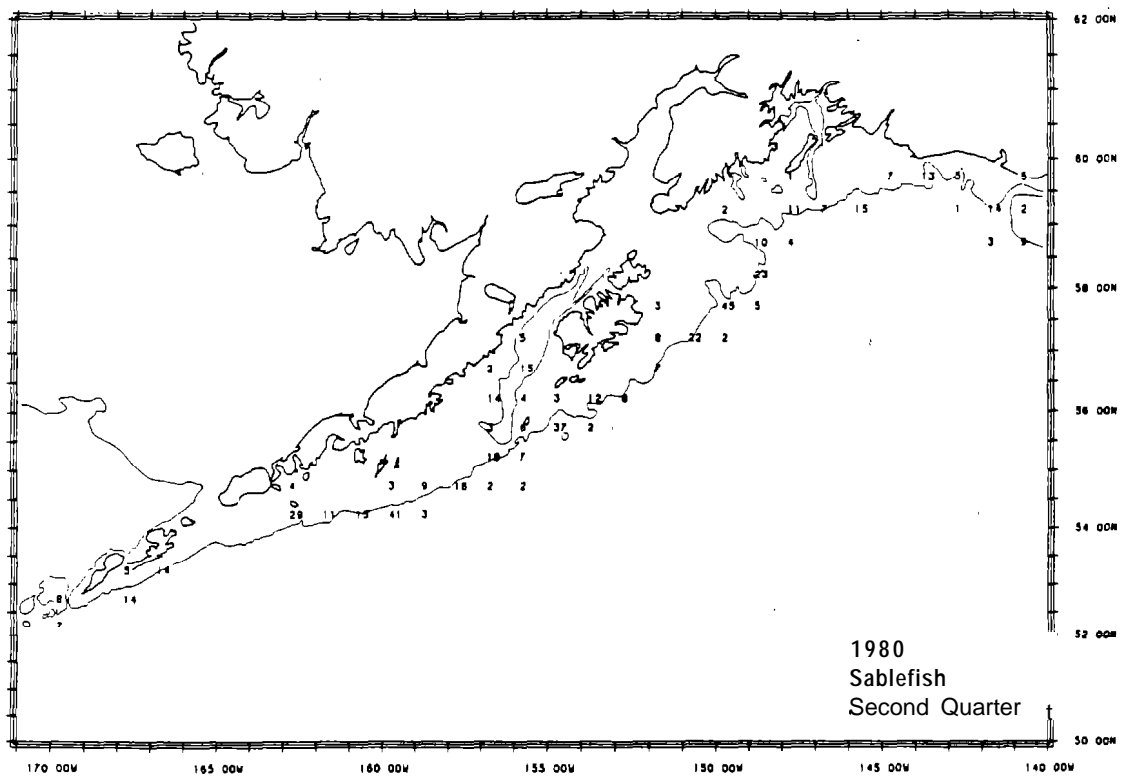 62 00N
60 00N
7 13 5 5
2 11 7 15 1 14 2
10 4 3
23
58 00N
3 45 5
5 8 22 2
15
14 4 3 12 8
56 00N
37 2
18 7
4 3 9 18 2 2
29 11 15 41 3
54 00N
14
8 14
52 00N
1980
Sablefish
Second Quarter t
50 00N
170 00W 165 00W 160 00W 155 00W 150 00W 145 00W 140 00W